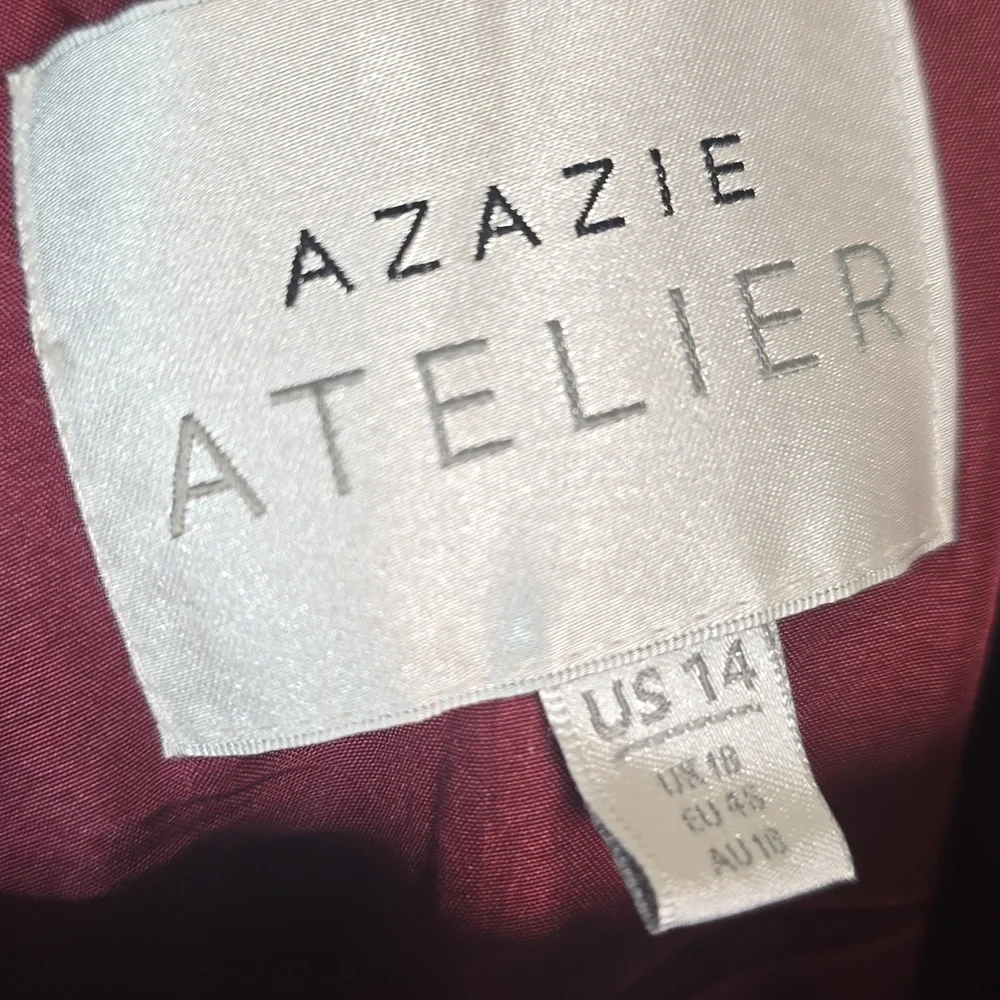 AZAZIE
ATELIER
US 14
UK 18
EU 46
AU 18